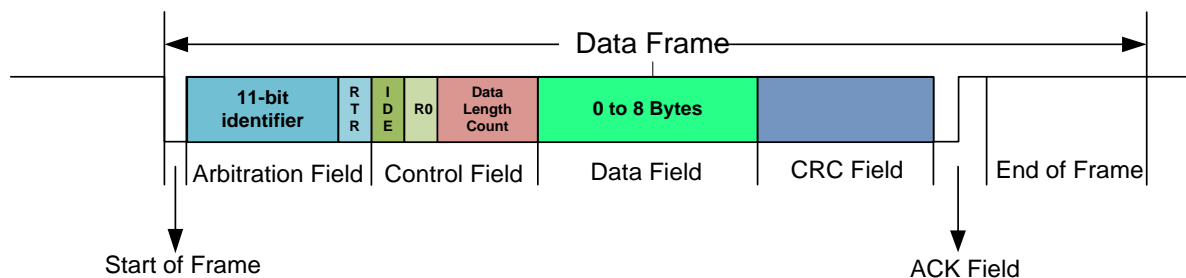 Data Frame
11-bit
identifier
R
T
R
I
D
E
R0
Data
Length
Count
0 to 8 Bytes
Arbitration Field
Control Field
Data Field
CRC Field
End of Frame
Start of Frame
ACK Field